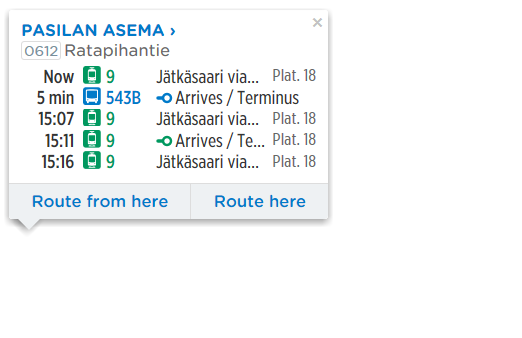 PASILAN ASEMA ›
0612 Ratapihantie
Now 9 Jätkäsaari via... Plat. 18
5 min 543B Arrives / Terminus
15:07 9 Jätkäsaari via... Plat. 18
15:11 9 Arrives / Te... Plat. 18
15:16 9 Jätkäsaari via... Plat. 18
Route from here Route here